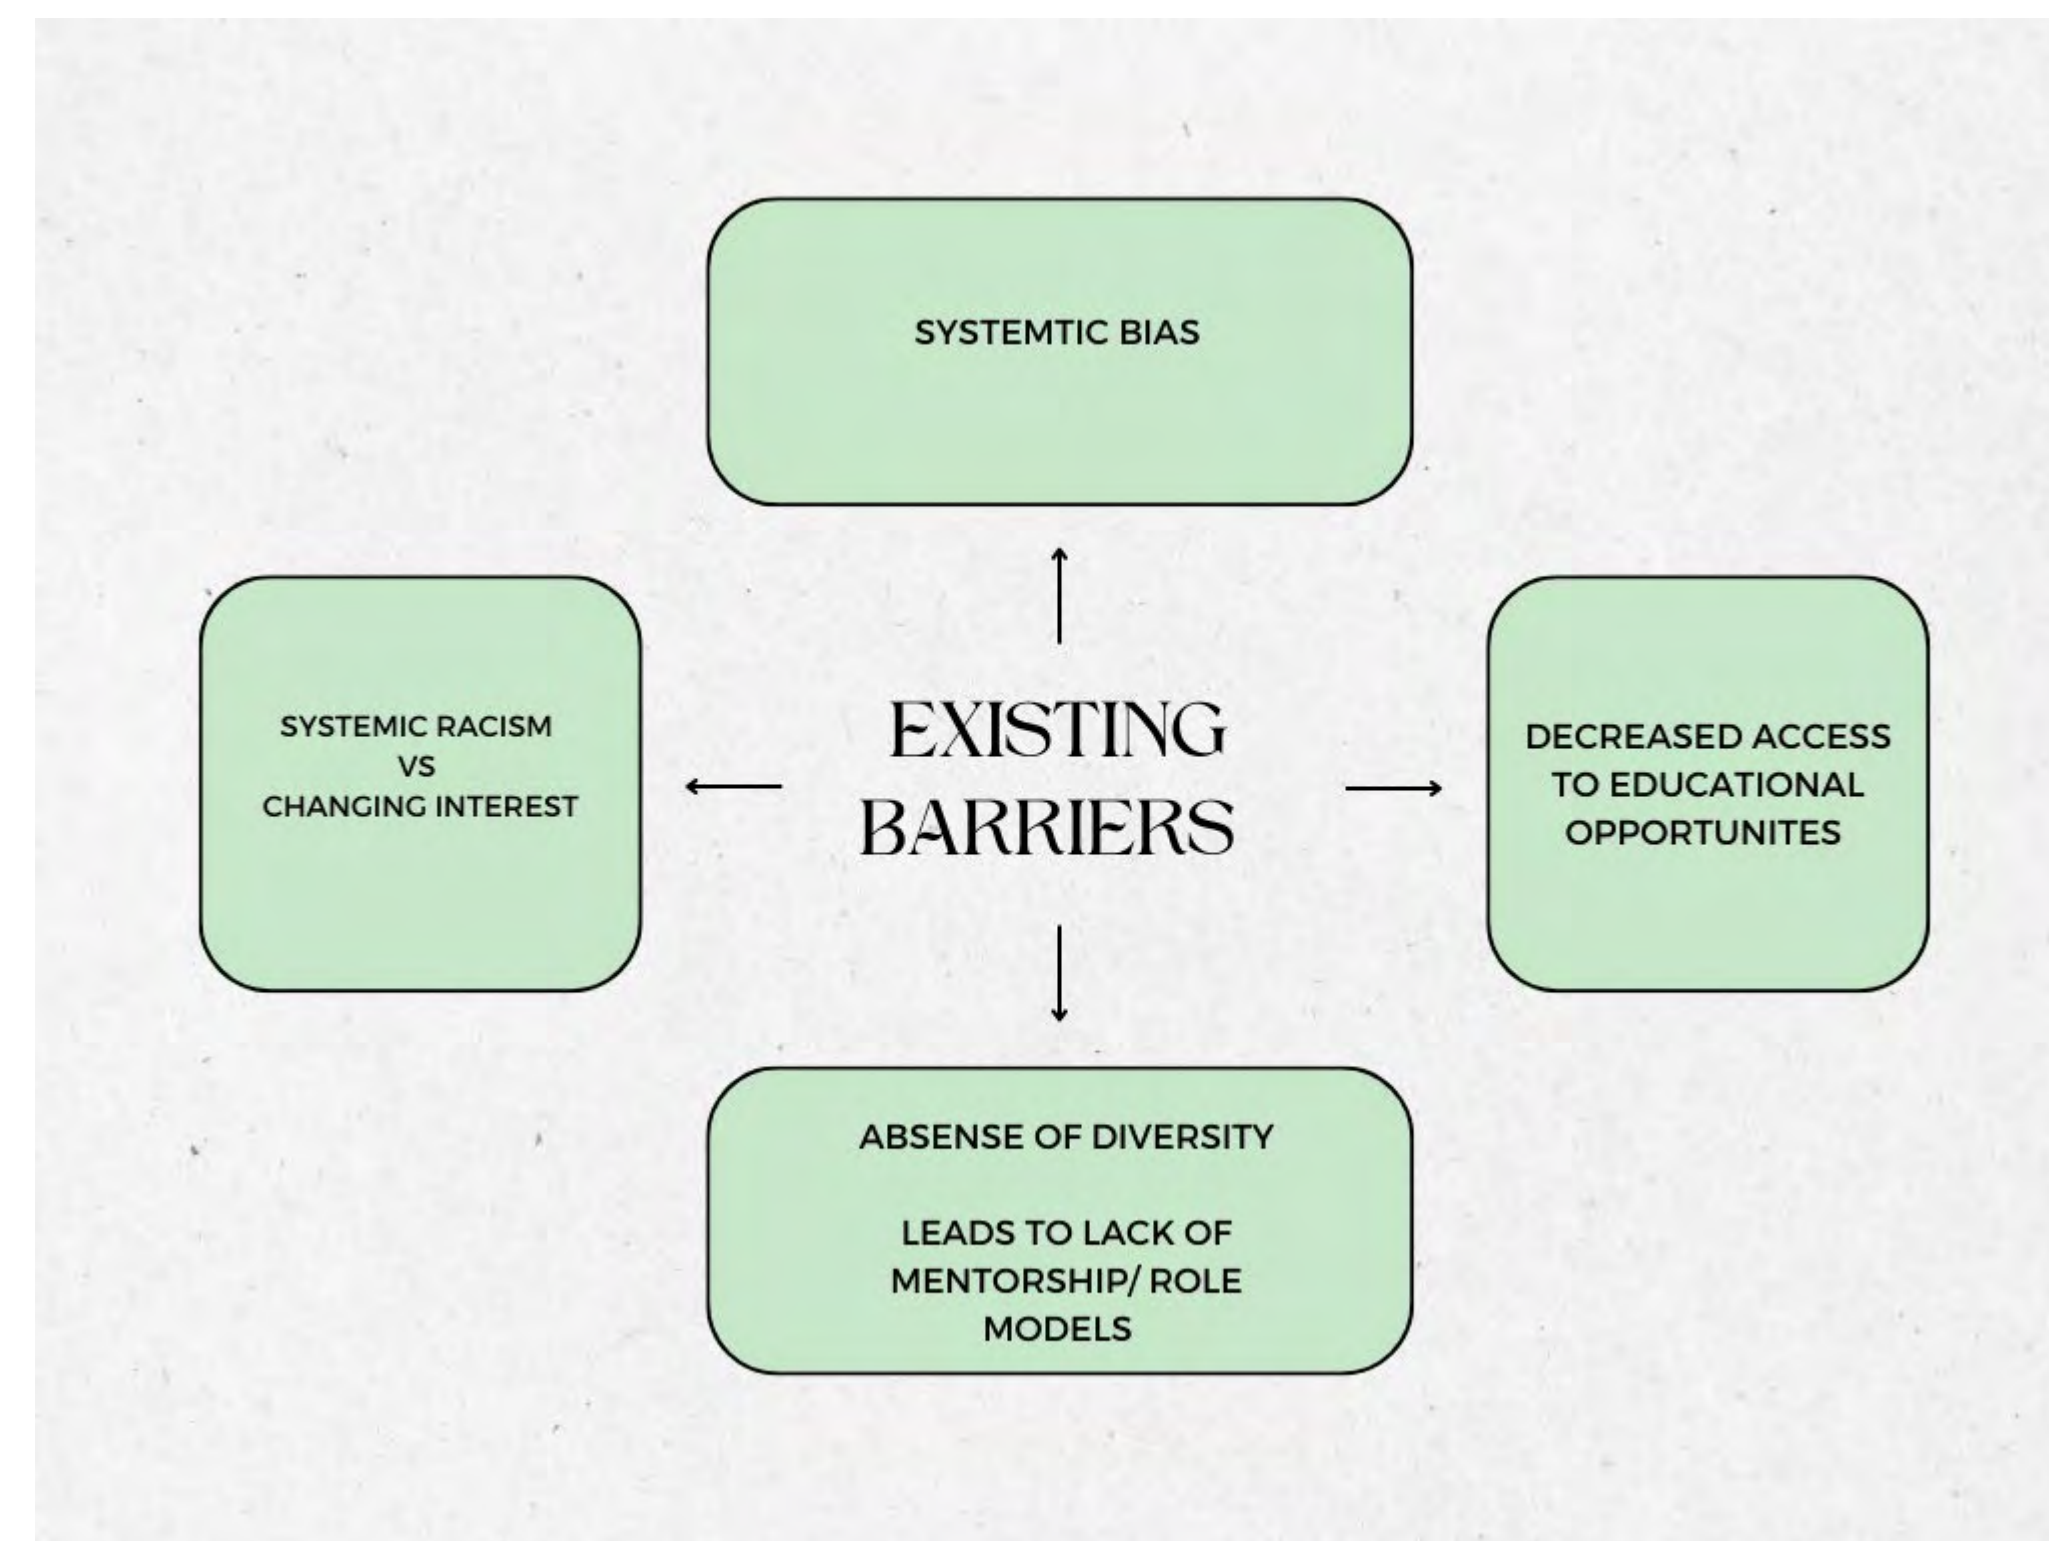 SYSTEMTIC BIAS
SYSTEMIC RACISM
VS
CHANGING INTEREST
EXISTING
BARRIERS
DECREASED ACCESS
TO EDUCATIONAL
OPPORTUNITES
ABSENSE OF DIVERSITY
LEADS TO LACK OF
MENTORSHIP/ ROLE
MODELS